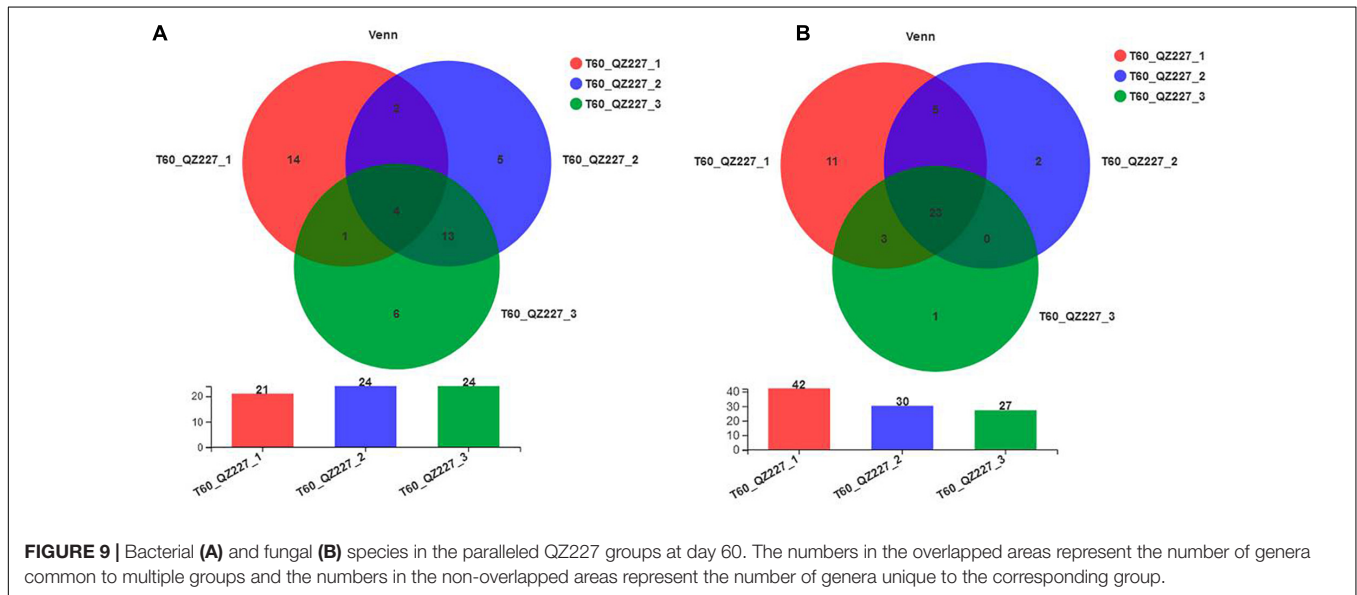 A
Venn
T60_QZ227_1
T60_QZ227_2
T60_QZ227_3
2
T60_QZ227_1
14
5
T60_QZ227_2
4
1
13
6
T60_QZ227_3
21
24
24
20
10
0
T60_QZ227_1
T60_QZ227_2
T60_QZ227_3
B
Venn
T60_QZ227_1
T60_QZ227_2
T60_QZ227_3
5
T60_QZ227_1
11
2
T60_QZ227_2
23
3
0
1
T60_QZ227_3
42
30
27
40
30
20
10
0
T60_QZ227_1
T60_QZ227_2
T60_QZ227_3
FIGURE 9 | Bacterial (A) and fungal (B) species in the paralleled QZ227 groups at day 60. The numbers in the overlapped areas represent the number of genera
common to multiple groups and the numbers in the non-overlapped areas represent the number of genera unique to the corresponding group.